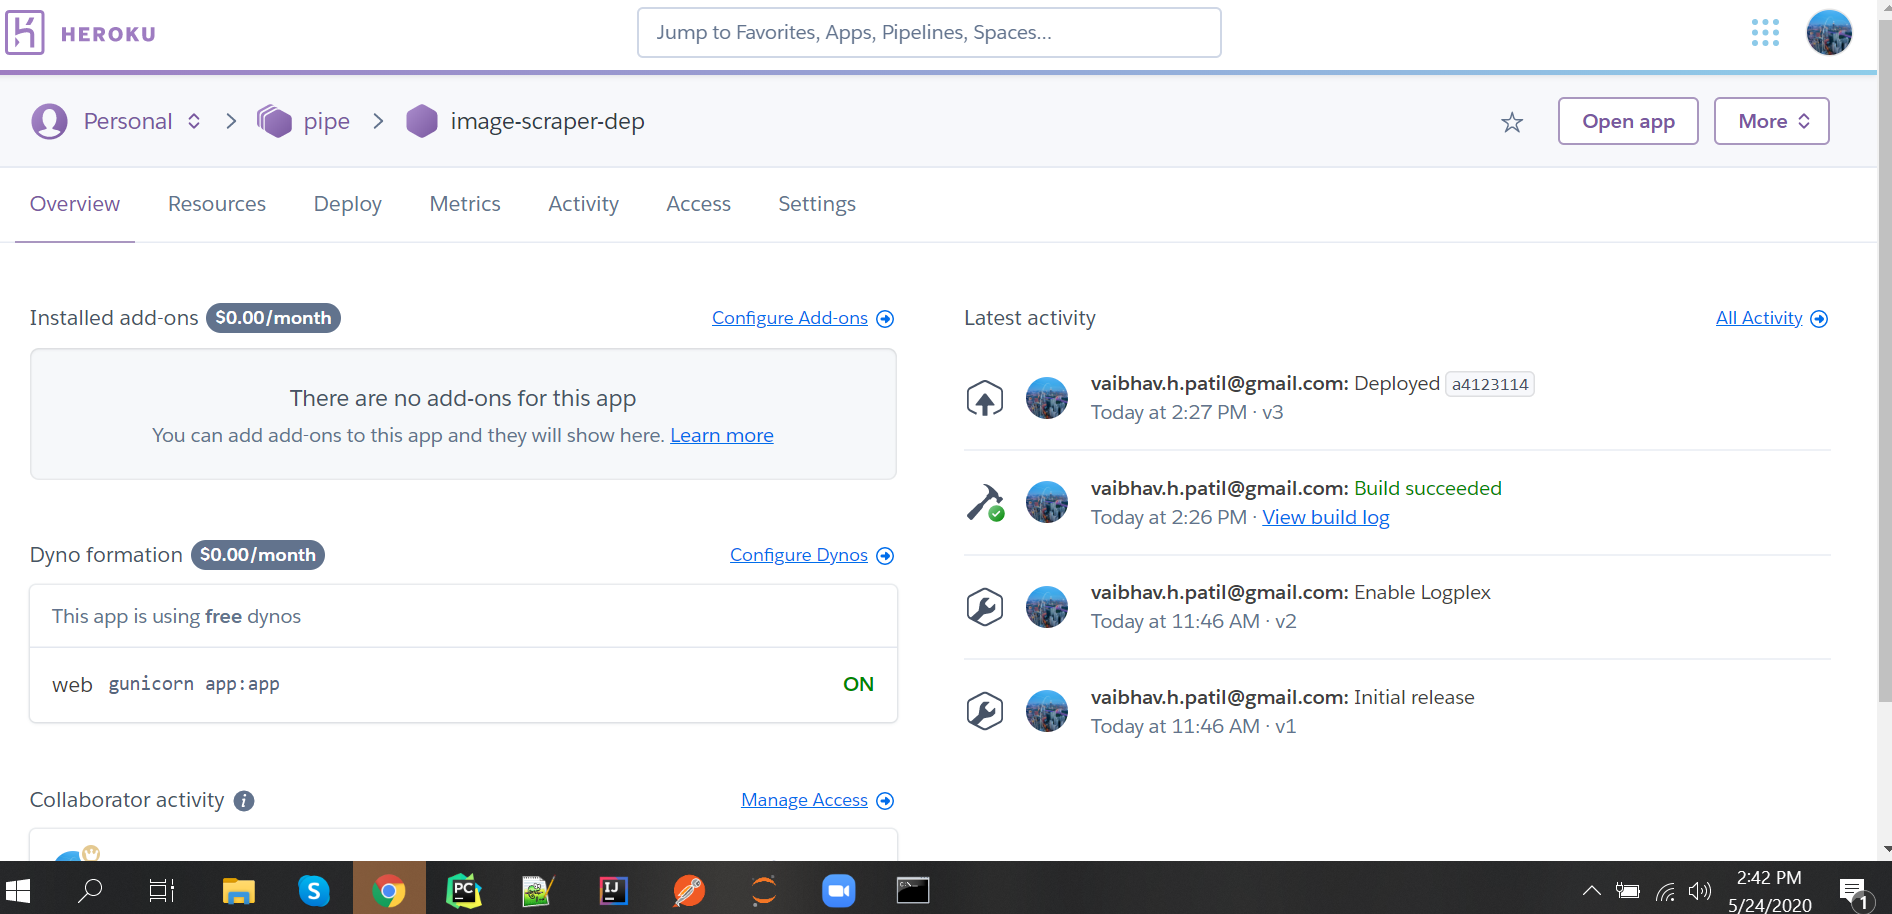 HEROKU
Jump to Favorites, Apps, Pipelines, Spaces...
Personal pipe image-scraper-dep
Open app More
Overview Resources Deploy Metrics Activity Access Settings
Installed add-ons $0.00/month Configure Add-ons
There are no add-ons for this app
You can add add-ons to this app and they will show here. Learn more
Dyno formation $0.00/month Configure Dynos
This app is using free dynos
web gunicorn app:app ON
Collaborator activity i Manage Access
Latest activity All Activity
vaibhav.h.patil@gmail.com: Deployed a4123114
Today at 2:27 PM · v3
vaibhav.h.patil@gmail.com: Build succeeded
Today at 2:26 PM · View build log
vaibhav.h.patil@gmail.com: Enable Logplex
Today at 11:46 AM · v2
vaibhav.h.patil@gmail.com: Initial release
Today at 11:46 AM · v1
S PC IJ C:\
2:42 PM
5/24/2020
1